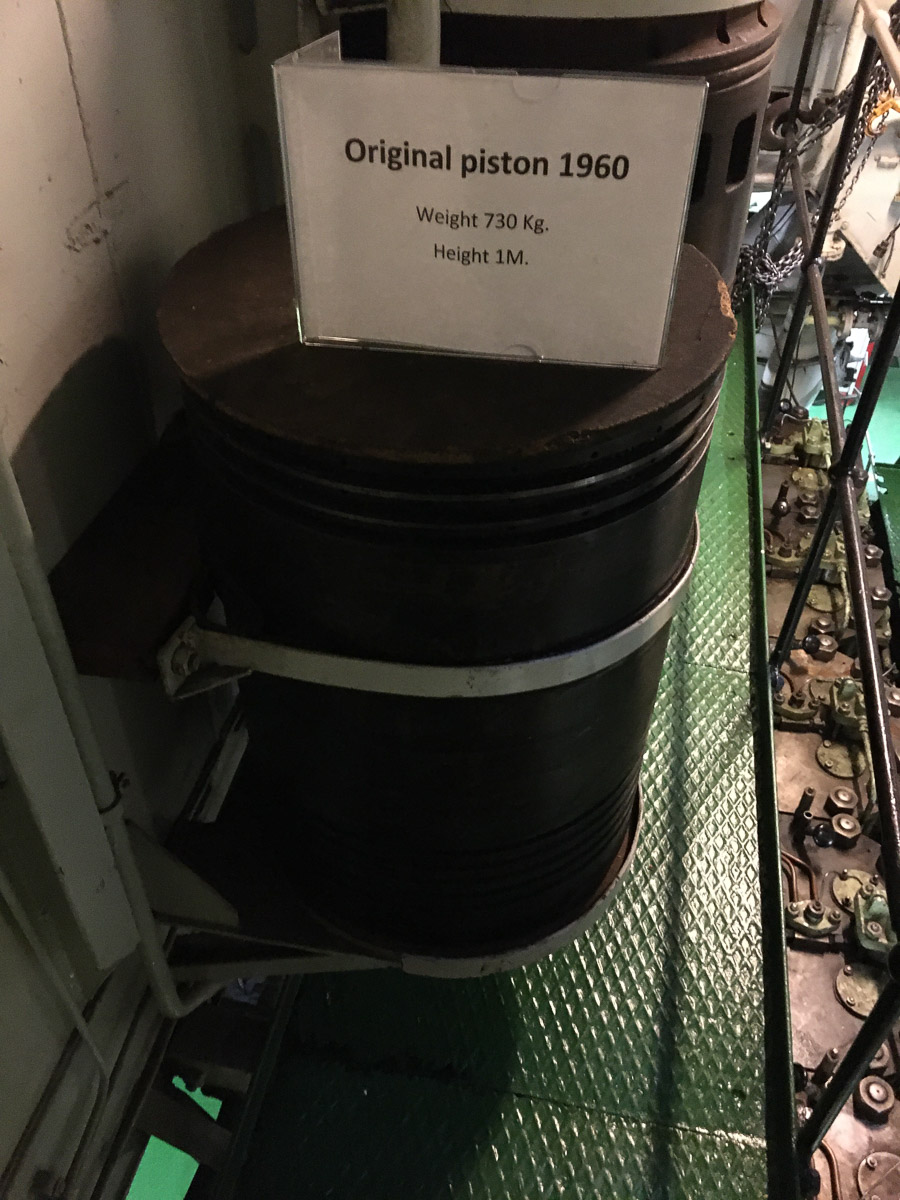 Original piston 1960
Weight 730 Kg.
Height 1M.